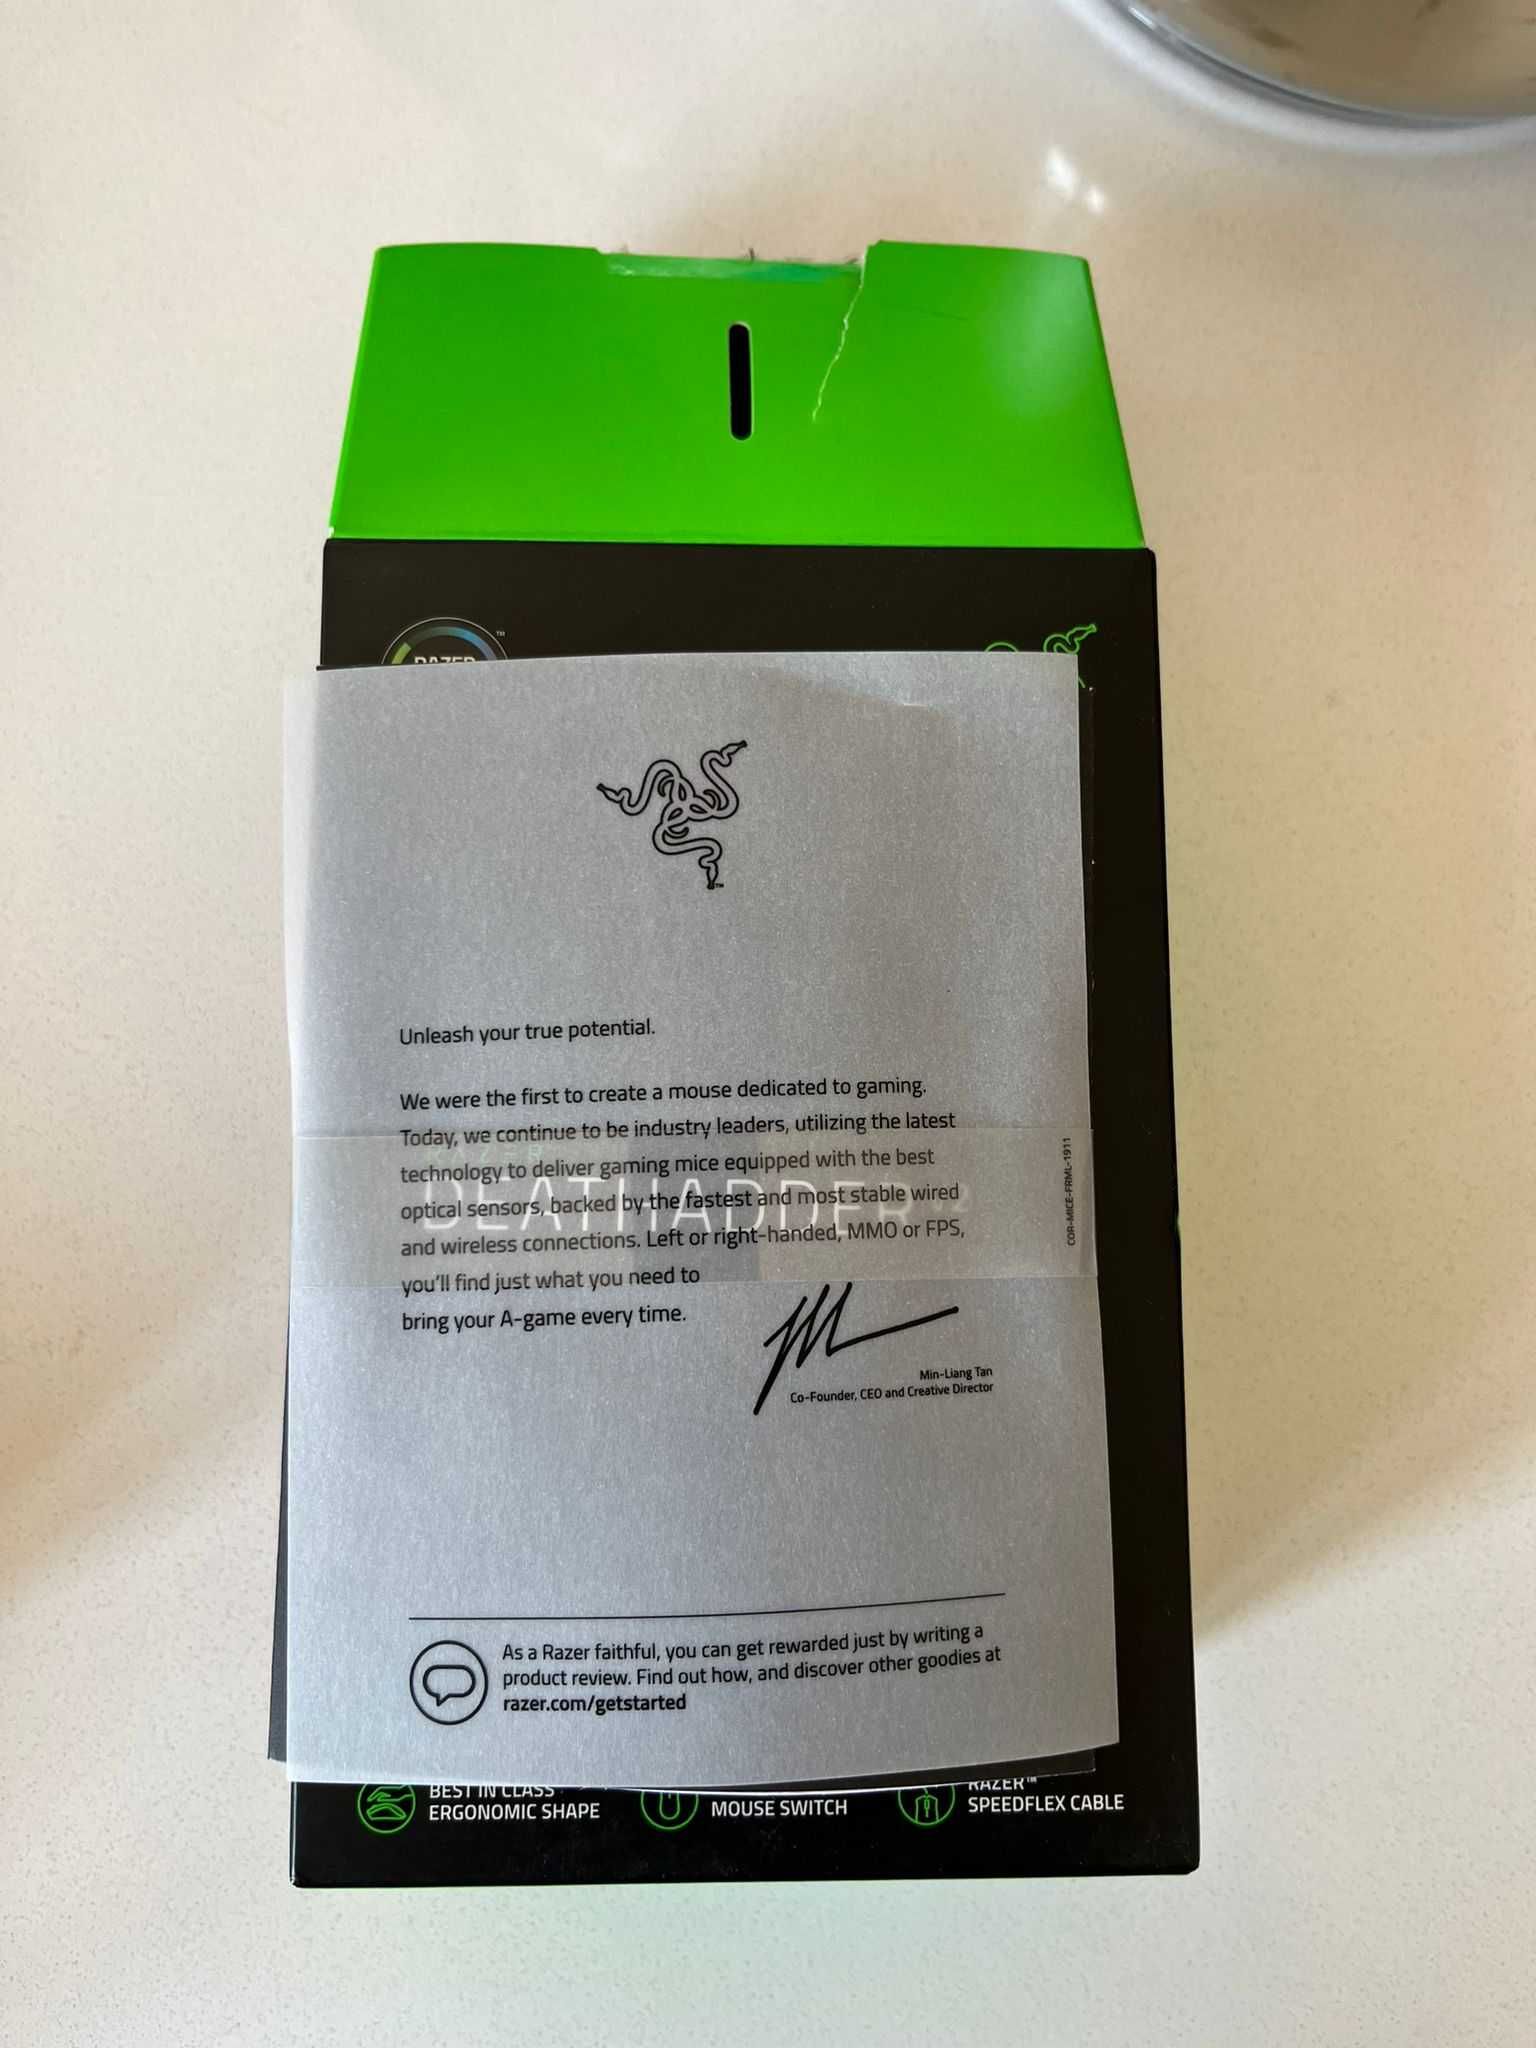 RAZER
™
™
Unleash your true potential.
We were the first to create a mouse dedicated to gaming.
Today, we continue to be industry leaders, utilizing the latest
technology to deliver gaming mice equipped with the best
optical sensors, backed by the fastest and most stable wired
and wireless connections. Left or right-handed, MMO or FPS,
you'll find just what you need to
bring your A-game every time.
RAZER
DEATHADDER V2
COR-MICE-FRML-1911
Min-Liang Tan
Co-Founder, CEO and Creative Director
As a Razer faithful, you can get rewarded just by writing a
product review. Find out how, and discover other goodies at
razer.com/getstarted
BEST IN CLASS
ERGONOMIC SHAPE
MOUSE SWITCH
RAZER™
SPEEDFLEX CABLE